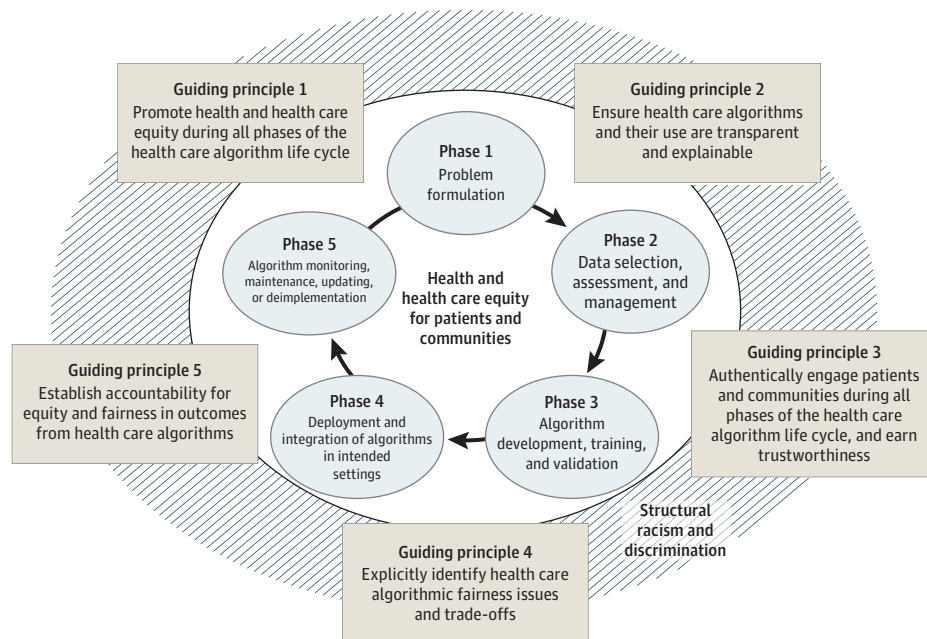 Guiding principle 1
Promote health and health care
equity during all phases of the
health care algorithm life cycle
Guiding principle 2
Ensure health care algorithms
and their use are transparent
and explainable
Phase 1
Problem
formulation
Phase 5
Algorithm monitoring,
maintenance, updating,
or deimplementation
Phase 2
Data selection,
assessment, and
management
Health and
health care equity
for patients and
communities
Guiding principle 5
Establish accountability for
equity and fairness in outcomes
from health care algorithms
Guiding principle 3
Authentically engage patients
and communities during all
phases of the health care
algorithm life cycle, and earn
trustworthiness
Phase 4
Deployment and
integration of algorithms
in intended
settings
Phase 3
Algorithm
development, training,
and validation
Structural
racism and
discrimination
Guiding principle 4
Explicitly identify health care
algorithmic fairness issues
and trade-offs